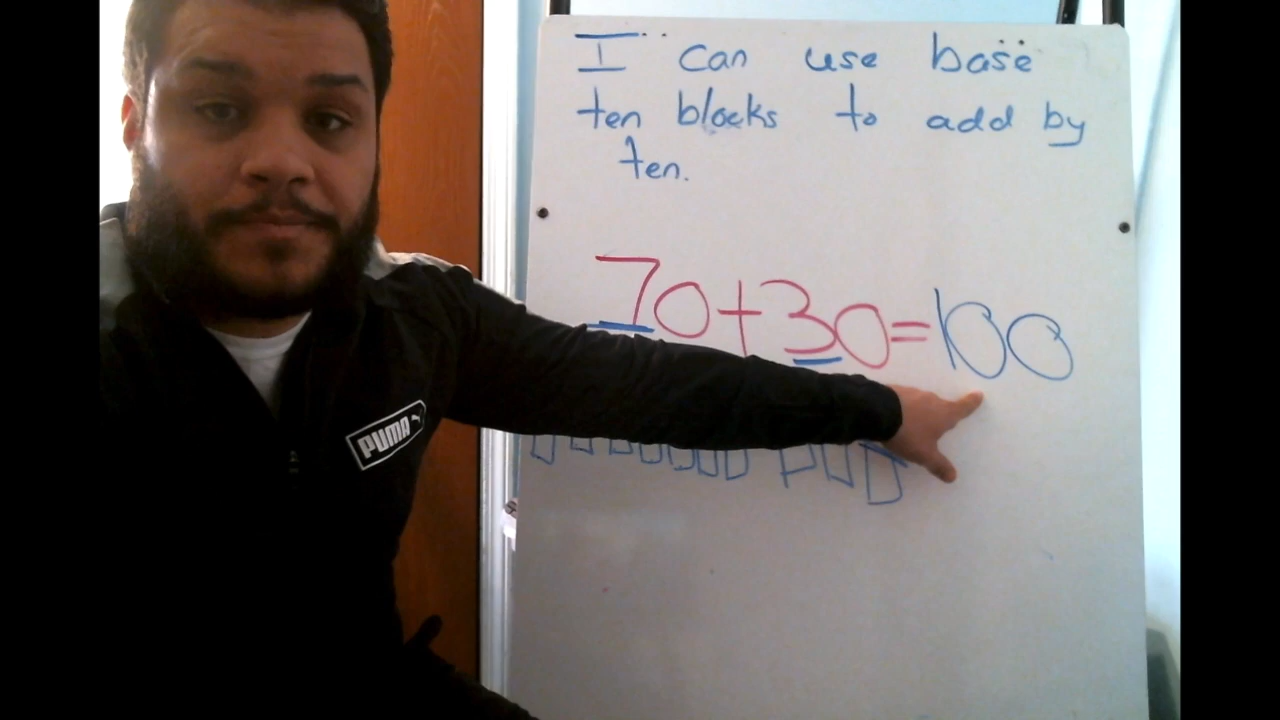 I can use base
ten blocks to add by
ten.
70+30=100
PUMA